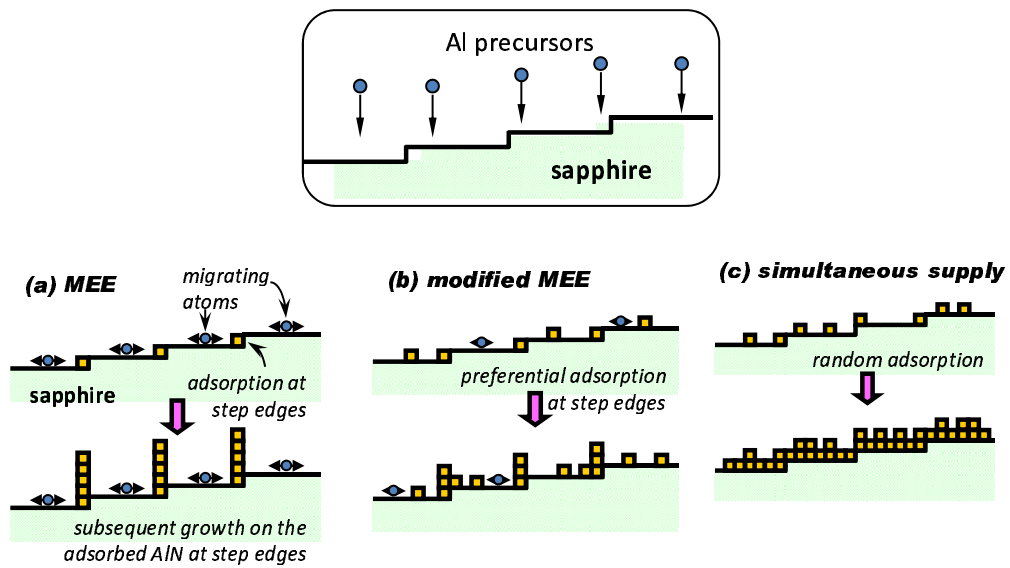 Al precursors
sapphire
(a) MEE
migrating
atoms
adsorption at
step edges
sapphire
subsequent growth on the
adsorbed AlN at step edges
(b) modified MEE
preferential adsorption
at step edges
(c) simultaneous supply
random adsorption